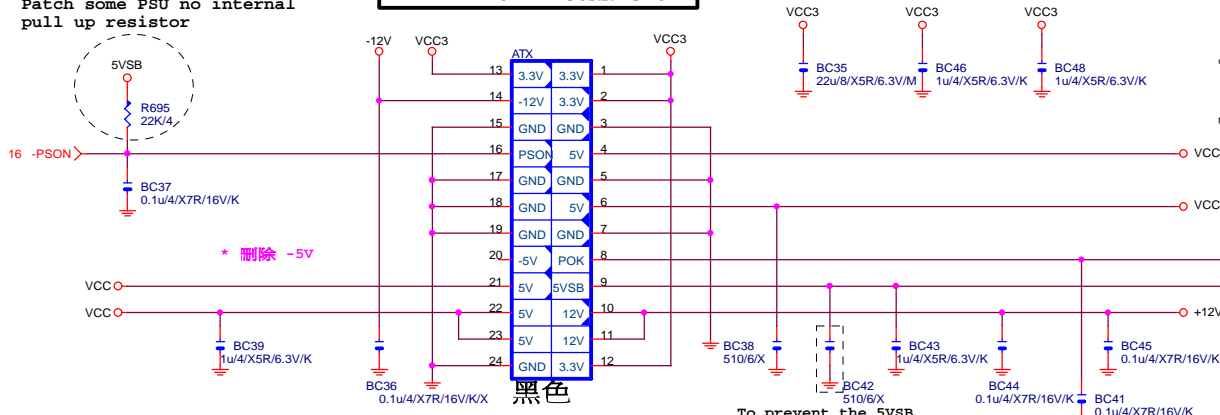 Patch some PSU no internal
pull up resistor
5VSB
R695
22K/4
16 -PSON
BC37
0.1u/4/X7R/16V/K
* 刪除 -5V
VCC
VCC
BC39
1u/4/X5R/6.3V/K
-12V
VCC3
BC36
0.1u/4/X7R/16V/K/X
ATX
13 3.3V 3.3V 1
14 -12V 3.3V 2
15 GND GND 3
16 PSON 5V 4
17 GND GND 5
18 GND 5V 6
19 GND GND 7
20 -5V POK 8
21 5V 5VSB 9
22 5V 12V 10
23 5V 12V 11
24 GND 3.3V 12
黑色
VCC3
VCC3
BC35
22u/8/X5R/6.3V/M
VCC3
BC46
1u/4/X5R/6.3V/K
VCC3
BC48
1u/4/X5R/6.3V/K
VCC
VCC
+12V
BC38
510/6/X
BC42
510/6/X
BC43
1u/4/X5R/6.3V/K
BC44
0.1u/4/X7R/16V/K
BC45
0.1u/4/X7R/16V/K
BC41
0.1u/4/X7R/16V/K
To prevent the 5VSB